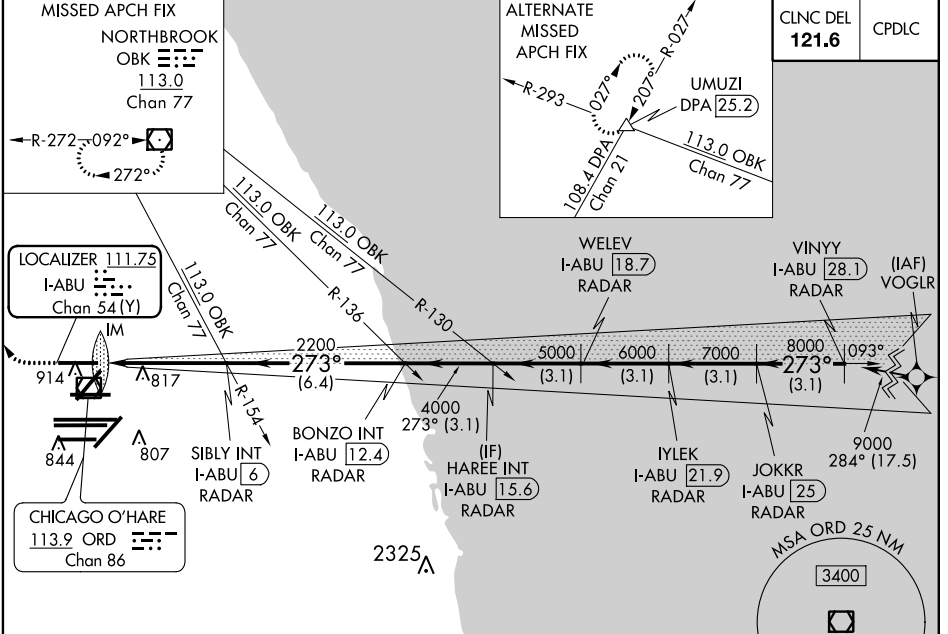 MISSED APCH FIX
NORTHBROOK
OBK
113.0
Chan 77
R-272
092°
272°
ALTERNATE
MISSED
APCH FIX
R-293
027°
207°
R-027
UMUZI
DPA 25.2
108.4 DPA
Chan 21
113.0 OBK
Chan 77
CLNC DEL
121.6
CPDLC
113.0 OBK
Chan 77
113.0 OBK
Chan 77
113.0 OBK
Chan 77
R-136
R-130
R-154
LOCALIZER 111.75
I-ABU
Chan 54 (Y)
IM
WELEV
I-ABU 18.7
RADAR
VINYY
I-ABU 28.1
RADAR
(IAF)
VOGLR
2200
273°
(6.4)
4000
273° (3.1)
5000
(3.1)
6000
(3.1)
7000
(3.1)
8000
273°
(3.1)
093°
9000
284° (17.5)
914
817
844
807
SIBLY INT
I-ABU 6
RADAR
BONZO INT
I-ABU 12.4
RADAR
(IF)
HAREE INT
I-ABU 15.6
RADAR
IYLEK
I-ABU 21.9
RADAR
JOKKR
I-ABU 25
RADAR
CHICAGO O'HARE
113.9 ORD
Chan 86
2325
MSA ORD 25 NM
3400